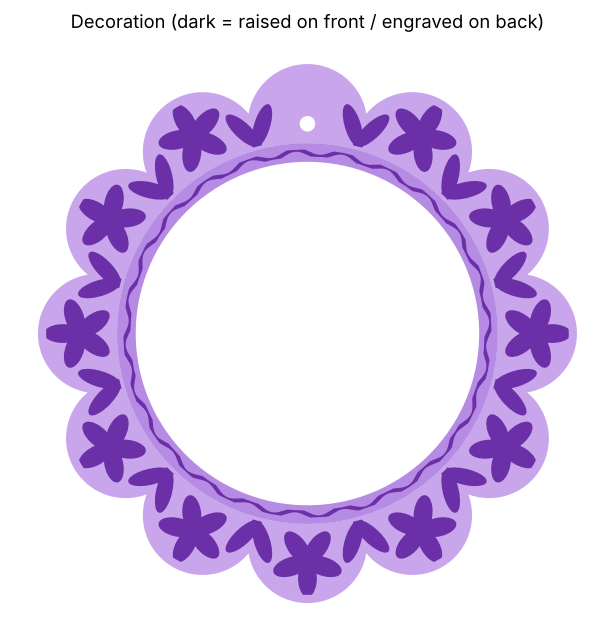 Decoration (dark = raised on front / engraved on back)